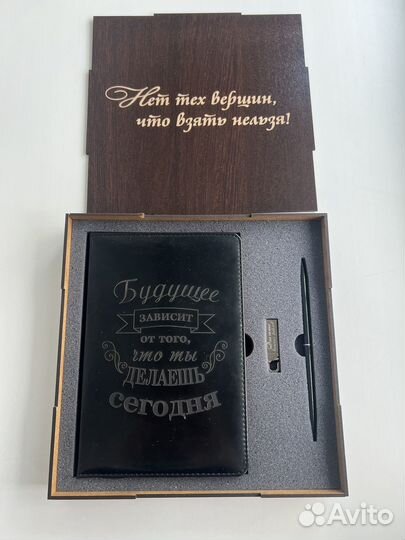 Нет тех вершин,
что взять нельзя!
Будущее
ЗАВИСИТ
ОТ ТОГО,
что ты
ДЕЛАЕШЬ
сегодня
Avito